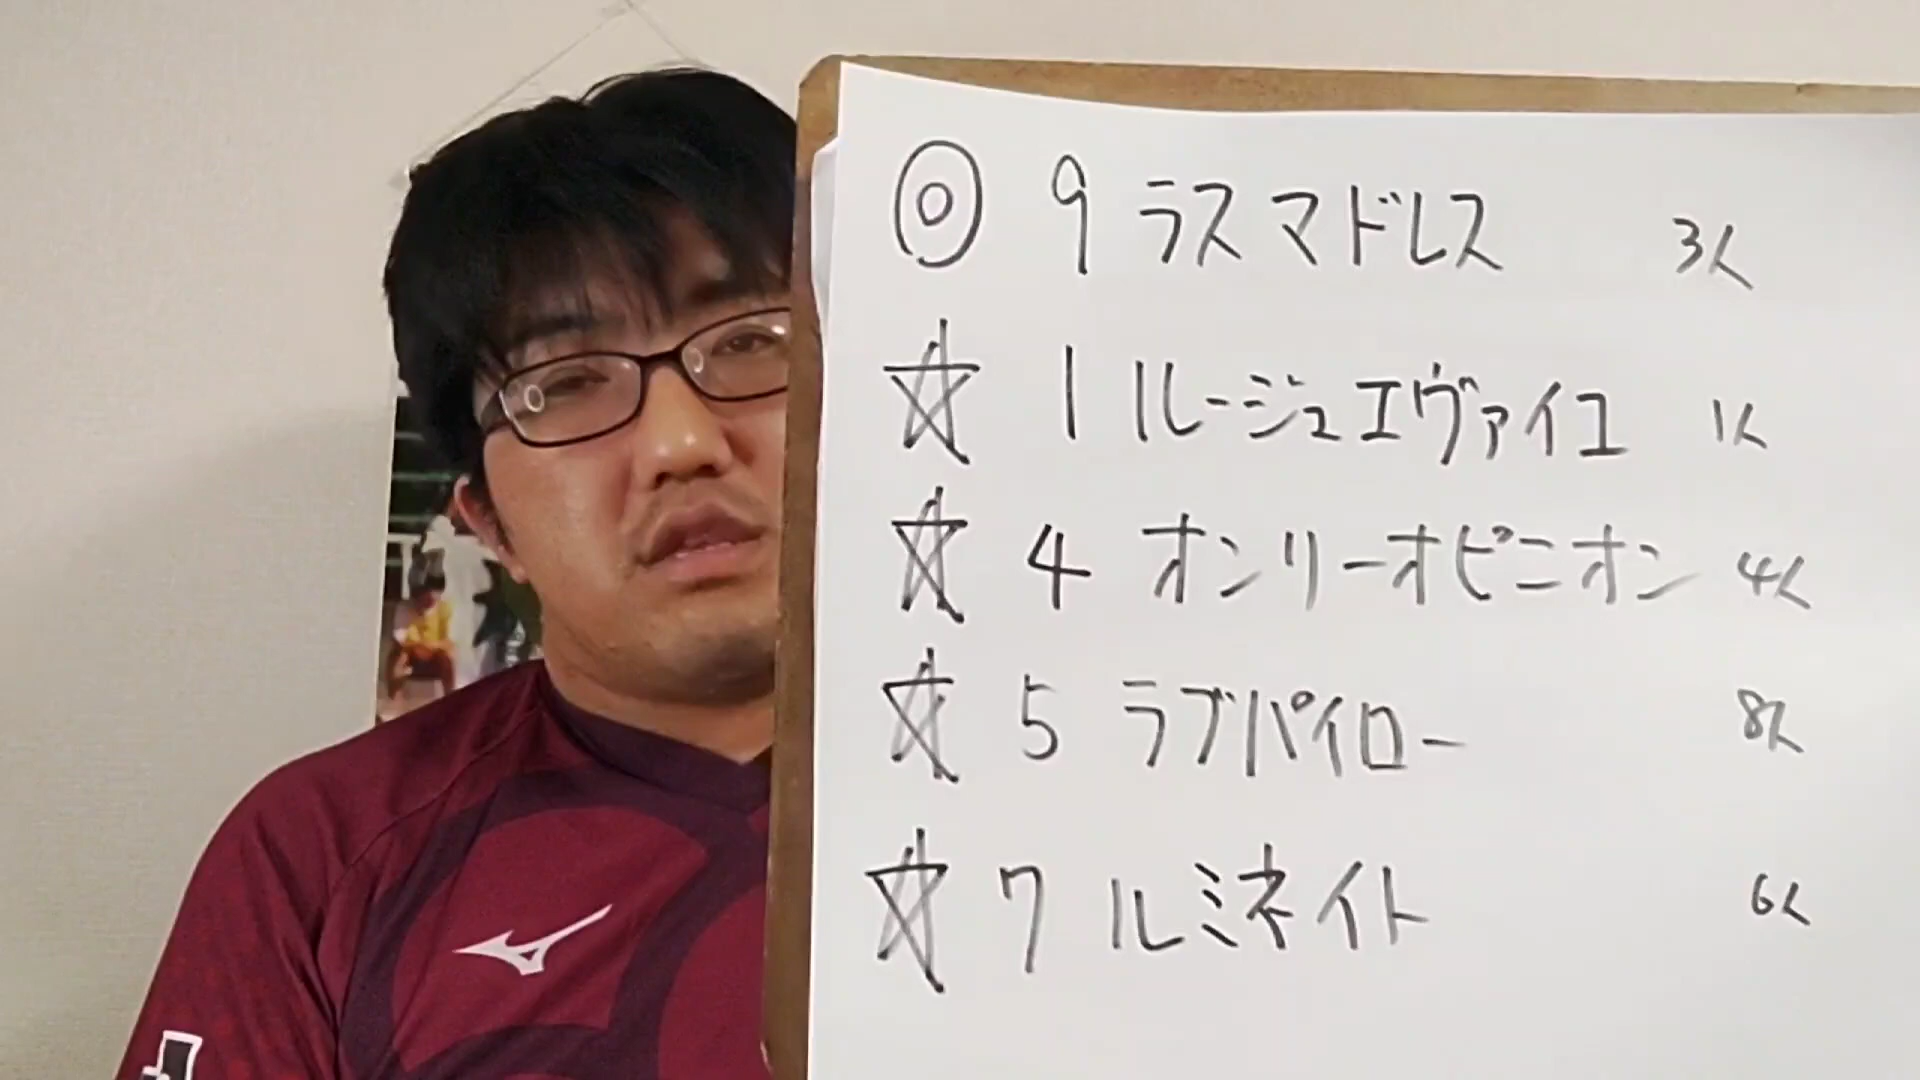 ◎ 9 ラスマドレス 3人
☆ 1 ルージュエヴァイユ 1人
☆ 4 オンリーオピニオン 4人
☆ 5 ラブパイロー 8人
☆ 7 ルミネイト 6人